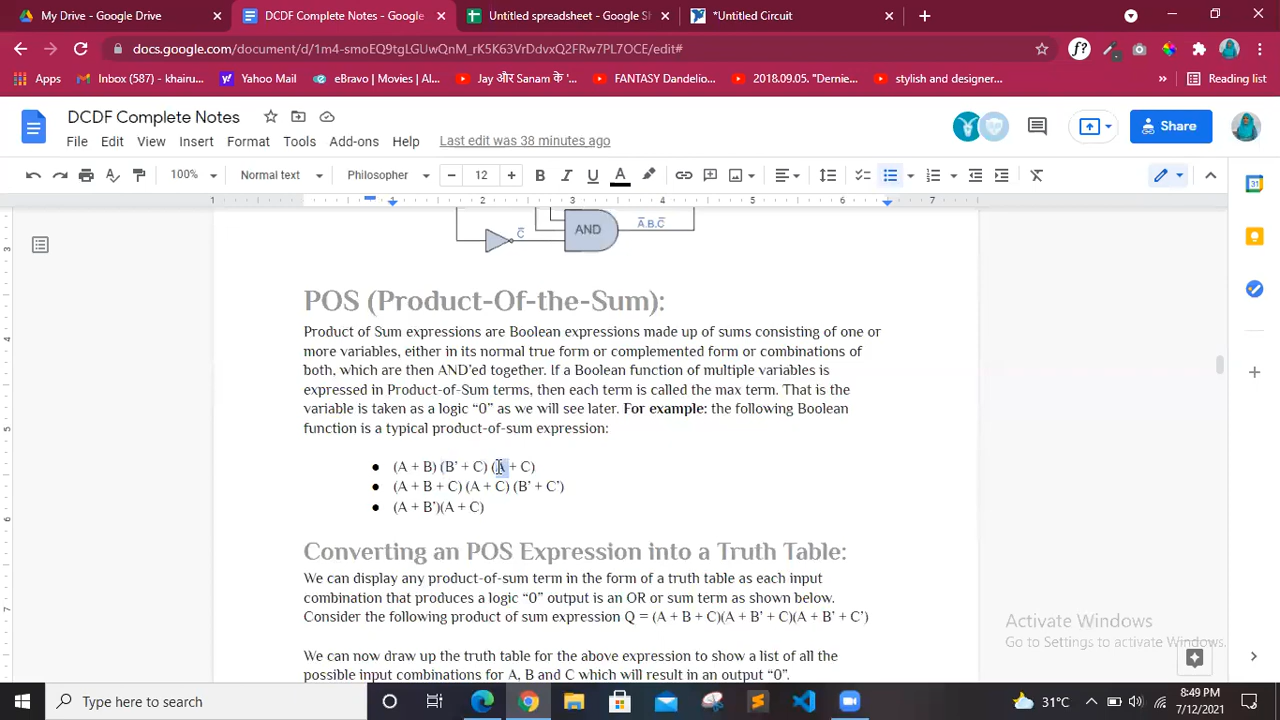 My Drive - Google Drive
DCDF Complete Notes - Google
Untitled spreadsheet - Google Sh
*Untitled Circuit
docs.google.com/document/d/1m4-smoEQ9tgLGUwQnM_rK5K63VrDdvxQ2FRw7PL7OCE/edit#
Apps
Inbox (587) - khairu...
Yahoo Mail
eBravo | Movies | Al...
Jay और Sanam के '...
FANTASY Dandelio...
2018.09.05. "Dernie...
stylish and designer...
»
Reading list
DCDF Complete Notes
File Edit View Insert Format Tools Add-ons Help Last edit was 38 minutes ago
Share
100% Normal text Philosopher 12 B I U A
1 1 2 3 4 5 6 7
C̅ AND A̅.B.C̅
POS (Product-Of-the-Sum):
Product of Sum expressions are Boolean expressions made up of sums consisting of one or
more variables, either in its normal true form or complemented form or combinations of
both, which are then AND’ed together. If a Boolean function of multiple variables is
expressed in Product-of-Sum terms, then each term is called the max term. That is the
variable is taken as a logic “0” as we will see later. For example: the following Boolean
function is a typical product-of-sum expression:
● (A + B) (B’ + C) (A + C)
● (A + B + C) (A + C) (B’ + C’)
● (A + B’)(A + C)
Converting an POS Expression into a Truth Table:
We can display any product-of-sum term in the form of a truth table as each input
combination that produces a logic “0” output is an OR or sum term as shown below.
Consider the following product of sum expression Q = (A + B + C)(A + B’ + C)(A + B’ + C’)
We can now draw up the truth table for the above expression to show a list of all the
possible input combinations for A, B and C which will result in an output “0”.
Activate Windows
Go to Settings to activate Windows.
Type here to search
31°C
8:49 PM
7/12/2021